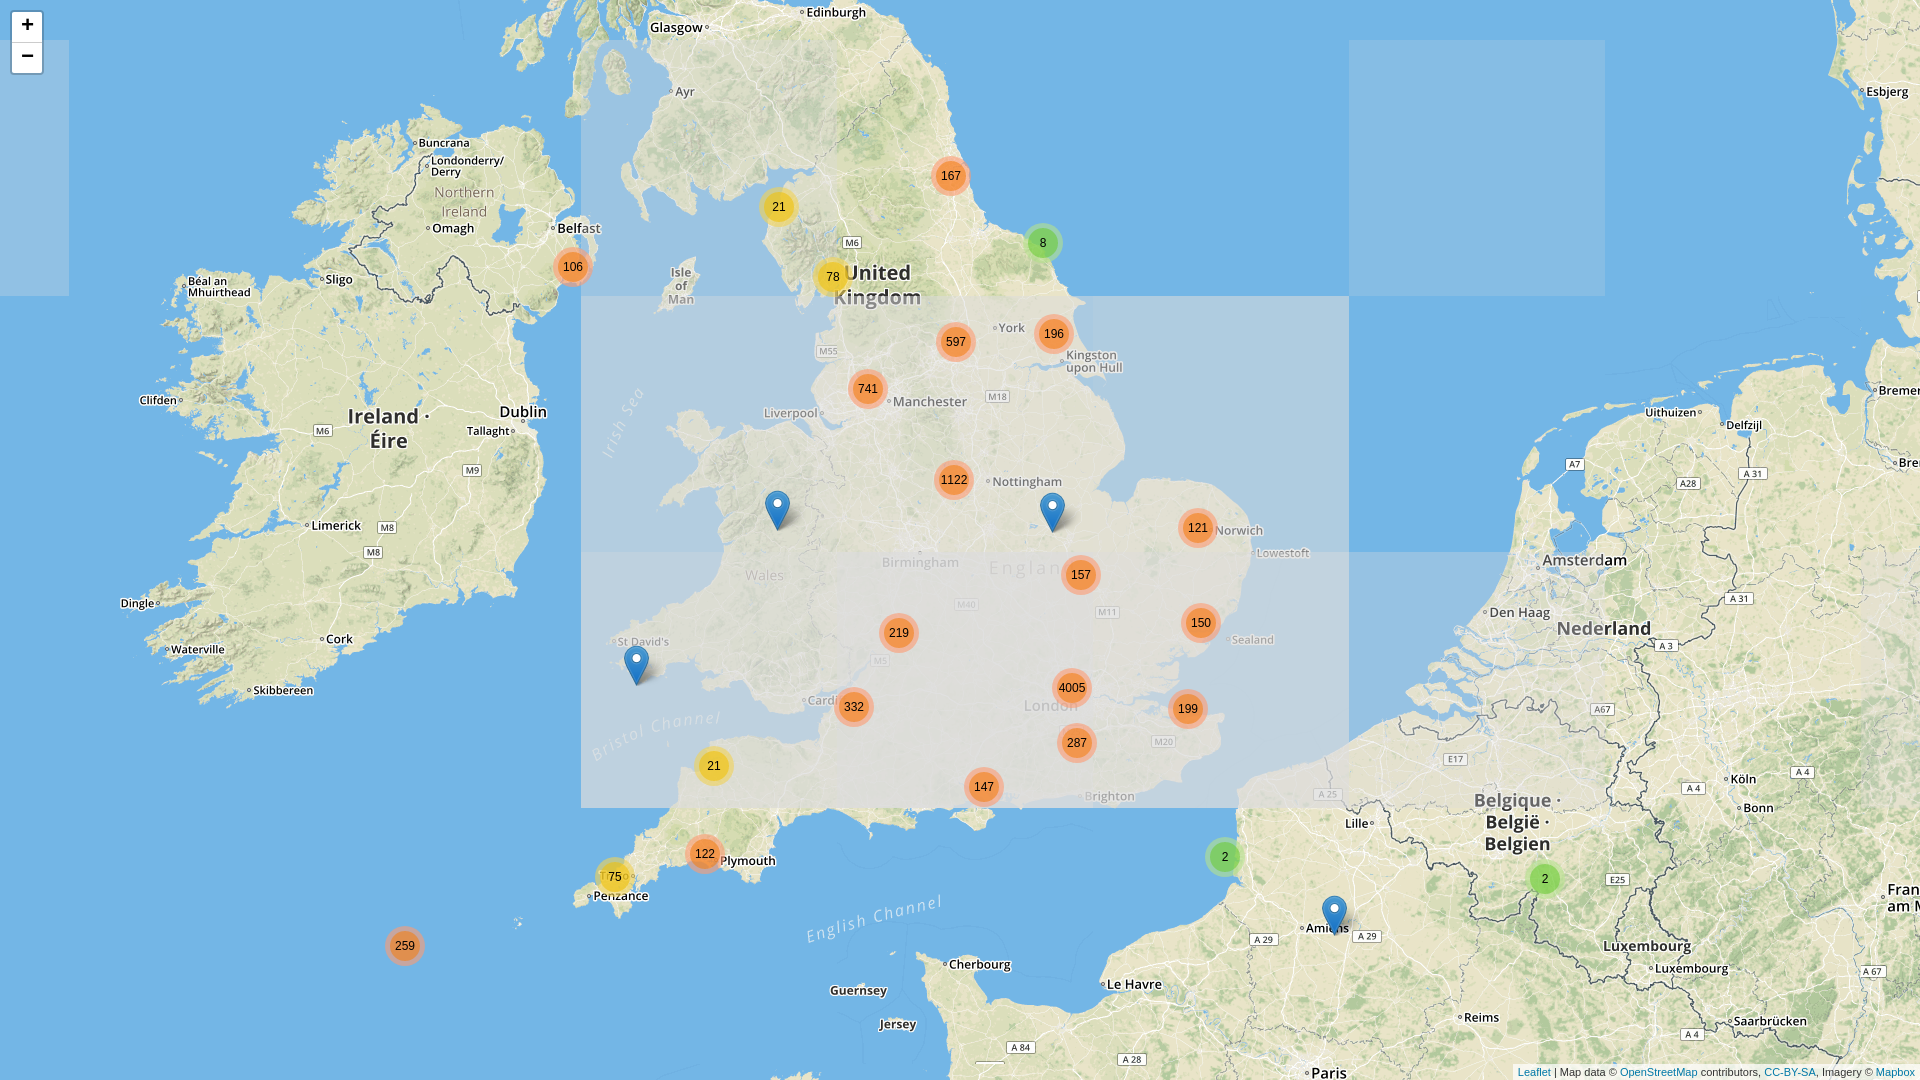 +
−
Edinburgh
Glasgow
Ayr
Esbjerg
Buncrana
Londonderry/
Derry
Northern
Ireland
Omagh
Belfast
167
21
8
M6
106
78
United
Kingdom
Isle
of
Man
Sligo
Béal an
Mhuirthead
York
597
196
M55
Kingston
upon Hull
741
Manchester
M18
Liverpool
Irish Sea
Clifden
Ireland ·
Éire
M6
Dublin
Tallaght
M9
Uithuizen
Delfzijl
Bremer
A7
A 31
A28
Bre
1122
Nottingham
Limerick
M8
M8
121
Norwich
Lowestoft
Birmingham
Wales
Englan
157
Amsterdam
Dingle
M40
M11
Den Haag
A 31
Nederland
A 3
Cork
Waterville
St David's
219
150
Sealand
M5
Skibbereen
4005
London
Cardi
332
199
A67
Bristol Channel
287
M20
E17
21
147
Brighton
A 25
Köln
A 4
A 4
Bonn
Belgique ·
België ·
Belgien
Lille
122
Plymouth
75
Penzance
2
2
E25
Fran
am M
English Channel
259
Amiens
A 29
A 29
Luxembourg
Luxembourg
A 67
Cherbourg
Le Havre
Guernsey
Jersey
Reims
Saarbrücken
A 4
A 84
A 28
Paris
Leaflet | Map data © OpenStreetMap contributors, CC-BY-SA, Imagery © Mapbox